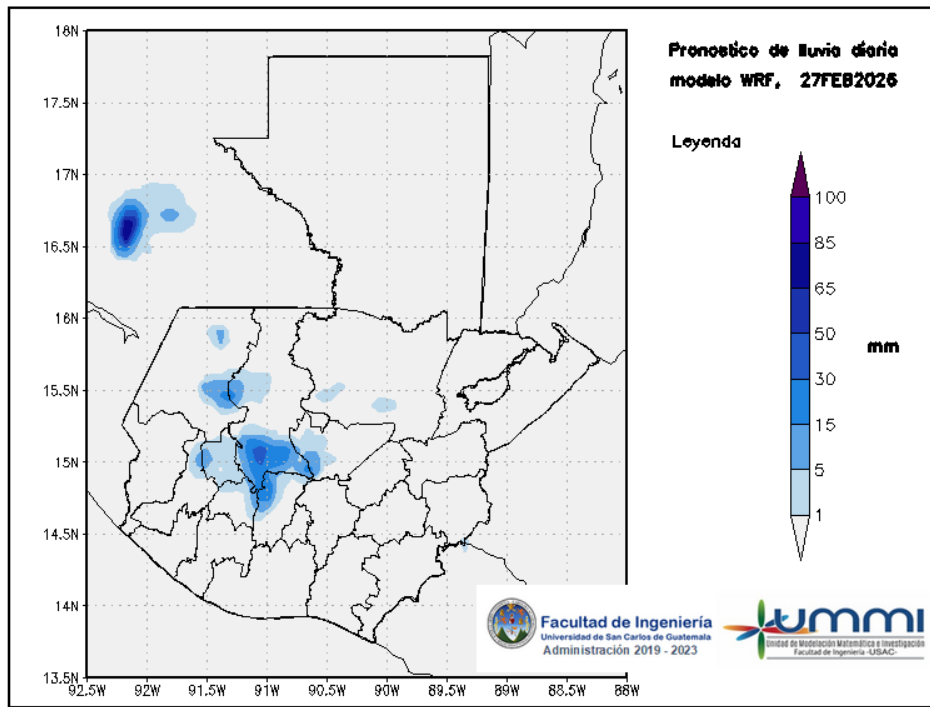 Pronostico de lluvia diaria
modelo WRF, 27FEB2026
Leyenda
100
85
65
50
30
15
5
1
mm
18N
17.5N
17N
16.5N
16N
15.5N
15N
14.5N
14N
13.5N
92.5W 92W 91.5W 91W 90.5W 90W 89.5W 89W 88.5W 88W
Facultad de Ingeniería
Universidad de San Carlos de Guatemala
Administración 2019 - 2023
UMMI
Unidad de Modelación Matemática e Investigación
Facultad de Ingeniería -USAC-